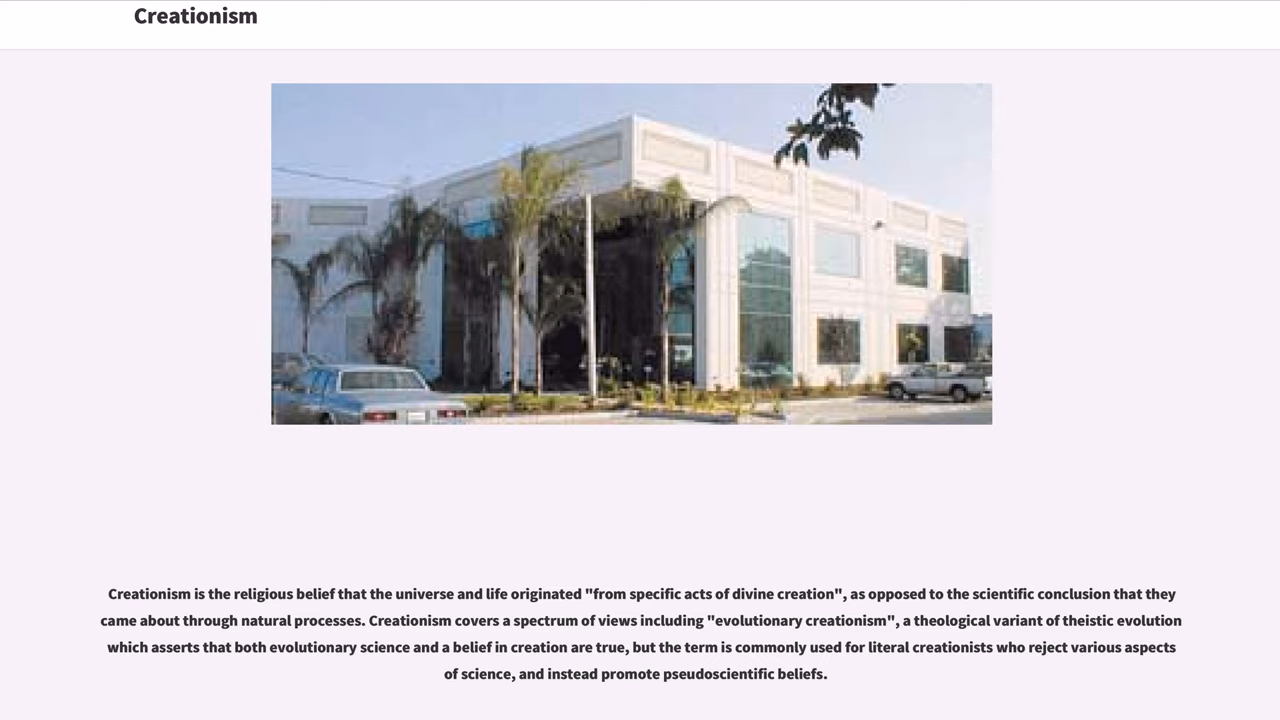 Creationism
Creationism is the religious belief that the universe and life originated "from specific acts of divine creation", as opposed to the scientific conclusion that they
came about through natural processes. Creationism covers a spectrum of views including "evolutionary creationism", a theological variant of theistic evolution
which asserts that both evolutionary science and a belief in creation are true, but the term is commonly used for literal creationists who reject various aspects
of science, and instead promote pseudoscientific beliefs.